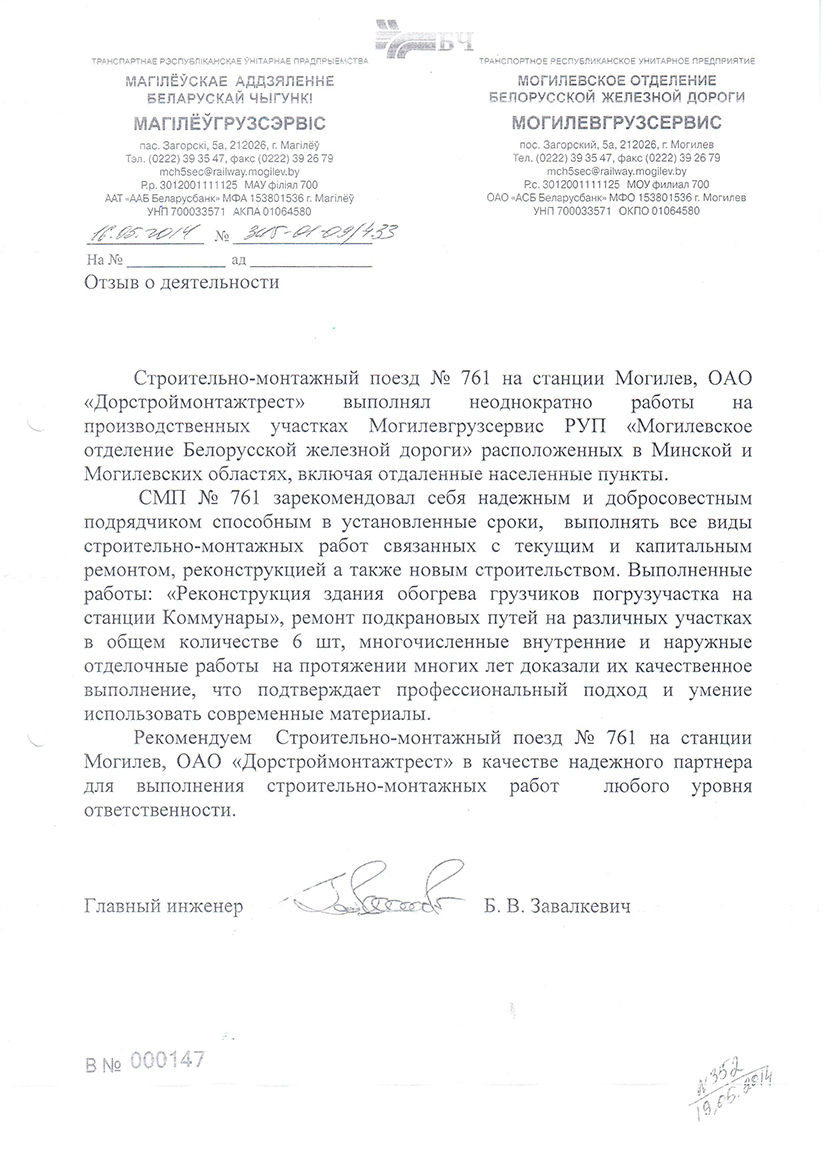 БЧ
ТРАНСПАРТНАЕ РЭСПУБЛІКАНСКАЕ ЎНІТАРНАЕ ПРАДПРЫЕМСТВА
МАГІЛЁЎСКАЕ АДДЗЯЛЕННЕ
БЕЛАРУСКАЙ ЧЫГУНКІ
МАГІЛЁЎГРУЗСЭРВІС
пас. Загорскі, 5а, 212026, г. Магілёў
Тэл. (0222) 39 35 47, факс (0222) 39 26 79
mch5sec@railway.mogilev.by
Р.р. 3012001111125 МАУ філіял 700
ААТ «ААБ Беларусбанк» МФА 153801536 г. Магілёў
УНП 700033571 АКПА 01064580
ТРАНСПОРТНОЕ РЕСПУБЛИКАНСКОЕ УНИТАРНОЕ ПРЕДПРИЯТИЕ
МОГИЛЕВСКОЕ ОТДЕЛЕНИЕ
БЕЛОРУССКОЙ ЖЕЛЕЗНОЙ ДОРОГИ
МОГИЛЕВГРУЗСЕРВИС
пос. Загорский, 5а, 212026, г. Могилев
Тел. (0222) 39 35 47, факс (0222) 39 26 79
mch5sec@railway.mogilev.by
Р.с. 3012001111125 МОУ филиал 700
ОАО «АСБ Беларусбанк» МФО 153801536 г. Могилев
УНП 700033571 ОКПО 01064580
16.05.2014 № 345-01-09/433
На № ад
Отзыв о деятельности
Строительно-монтажный поезд № 761 на станции Могилев, ОАО
«Дорстроймонтажтрест» выполнял неоднократно работы на
производственных участках Могилевгрузсервис РУП «Могилевское
отделение Белорусской железной дороги» расположенных в Минской и
Могилевских областях, включая отдаленные населенные пункты.
СМП № 761 зарекомендовал себя надежным и добросовестным
подрядчиком способным в установленные сроки, выполнять все виды
строительно-монтажных работ связанных с текущим и капитальным
ремонтом, реконструкцией а также новым строительством. Выполненные
работы: «Реконструкция здания обогрева грузчиков погрузучастка на
станции Коммунары», ремонт подкрановых путей на различных участках
в общем количестве 6 шт, многочисленные внутренние и наружные
отделочные работы на протяжении многих лет доказали их качественное
выполнение, что подтверждает профессиональный подход и умение
использовать современные материалы.
Рекомендуем Строительно-монтажный поезд № 761 на станции
Могилев, ОАО «Дорстроймонтажтрест» в качестве надежного партнера
для выполнения строительно-монтажных работ любого уровня
ответственности.
Главный инженер Б. В. Завалкевич
В № 000147
N 352
19.05.2014